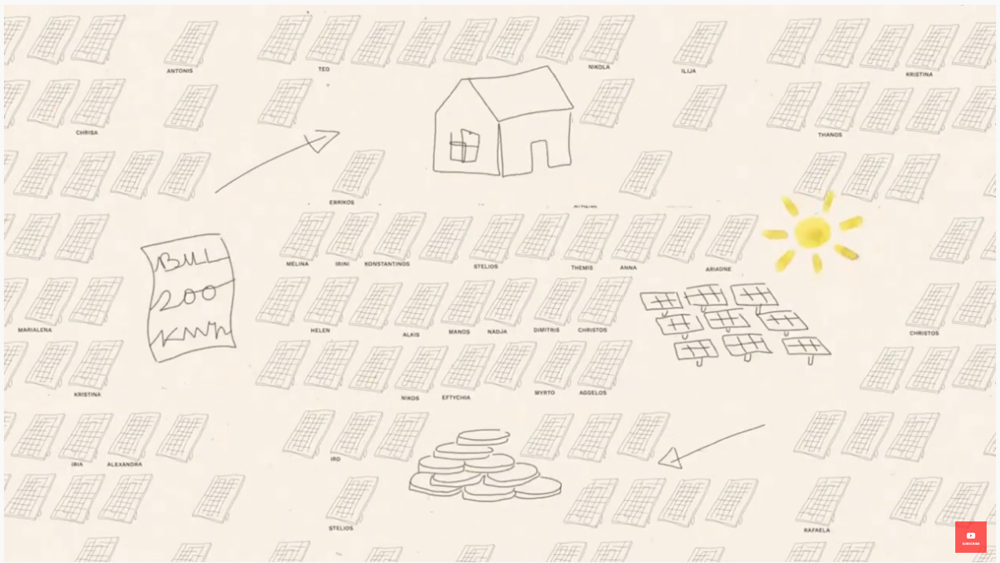 ANTONIS
TEO
NIKOLA
ILIJA
KRISTINA
CHRISA
THANOS
ERRIKOS
BILL
200
KWh
MELINA
IRINI
KONSTANTINOS
STELIOS
THEMIS
ANNA
ARIADNE
MARIALENA
HELEN
ALKIS
MANOS
NADJA
DIMITRIS
CHRISTOS
CHRISTOS
KRISTINA
NIKOS
EFTYCHIA
MYRTO
AGGELOS
IRIA
ALEXANDRA
IRO
STELIOS
RAFAELA
SUBSCRIBE